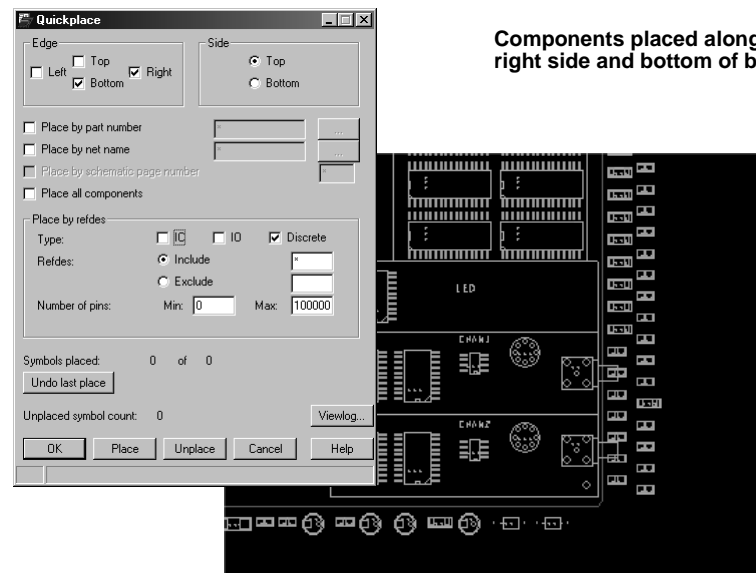 Quickplace
Components placed along
right side and bottom of b
Edge
Side
Top
Left
Right
Bottom
Top
Bottom
Place by part number
*
...
Place by net name
*
...
Place by schematic page number
*
Place all components
Place by refdes
Type:
IC
IO
Discrete
Refdes:
Include
*
Exclude
Number of pins:
Min:
0
Max:
100000
Symbols placed:
0 of 0
Undo last place
Unplaced symbol count:
0
Viewlog...
OK
Place
Unplace
Cancel
Help
LED
CHAN1
CHAN2